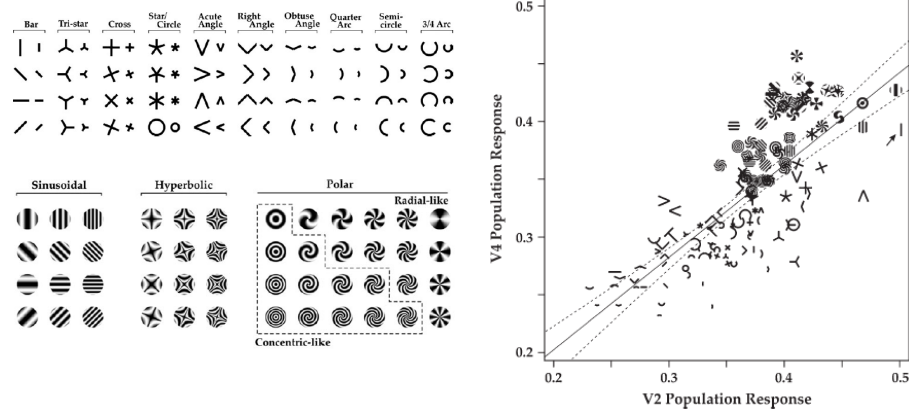 Bar Tri-star Cross Star/ Circle Acute Angle Right Angle Obtuse Angle Quarter Arc Semi-circle 3/4 Arc
Sinusoidal Hyperbolic Polar
Radial-like
Concentric-like
V4 Population Response
0.5
0.4
0.3
0.2
0.2 0.3 0.4 0.5
V2 Population Response